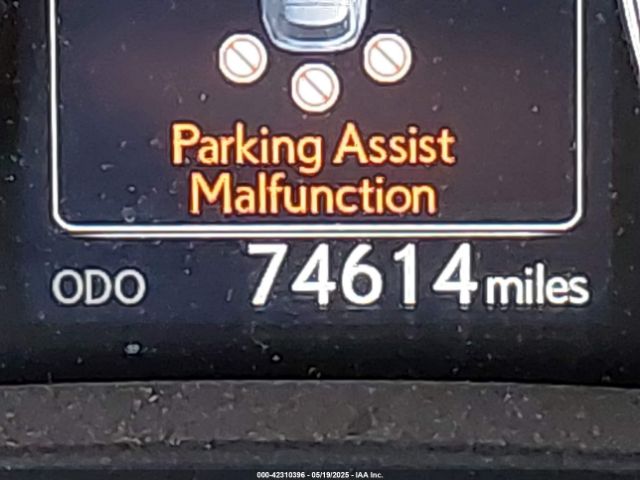 Parking Assist
Malfunction
ODO 74614 miles
000-42310396 - 05/19/2025 - IAA Inc.